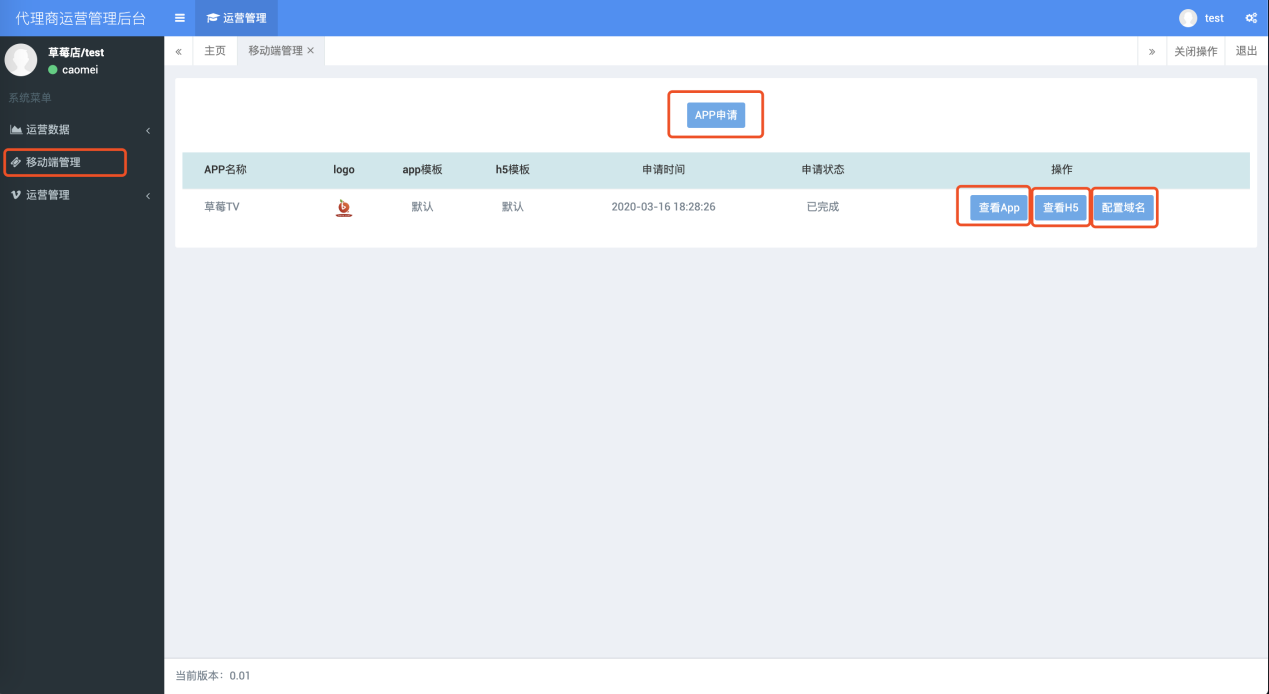 代理商运营管理后台 运营管理 test
草莓店/test
caomei
系统菜单
运营数据
移动端管理
运营管理
« 主页 移动端管理 × » 关闭操作 退出
APP申请
APP名称 logo app模板 h5模板 申请时间 申请状态 操作
草莓TV 默认 默认 2020-03-16 18:28:26 已完成 查看App 查看H5 配置域名
当前版本：0.01